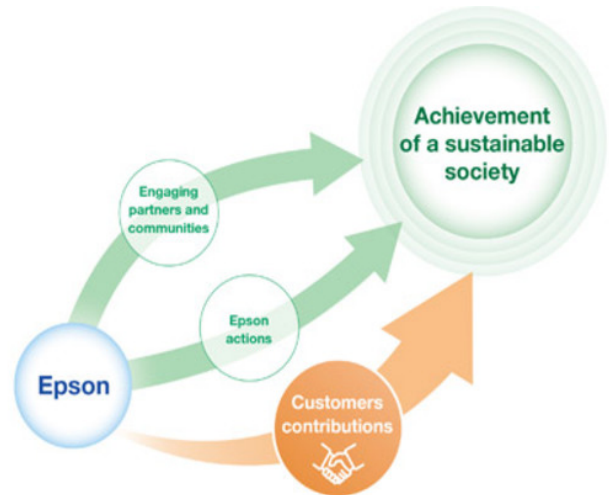 Achievement
of a sustainable
society
Engaging
partners and
communities
Epson
actions
Epson
Customers
contributions